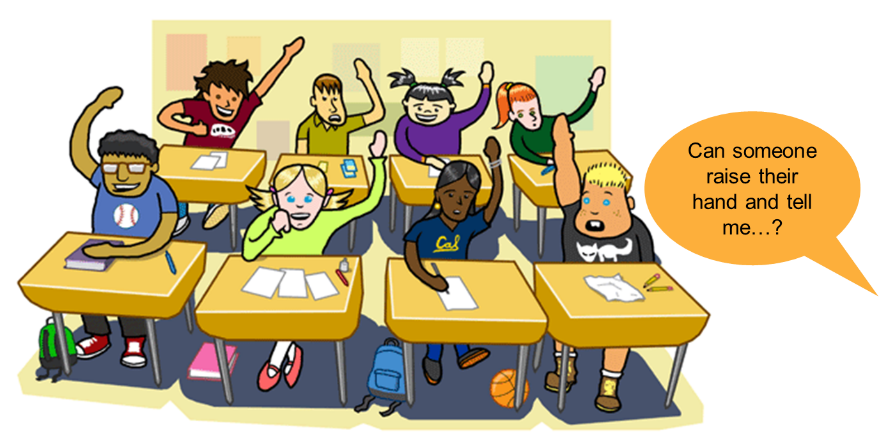 Can someone
raise their
hand and tell
me…?
Cal